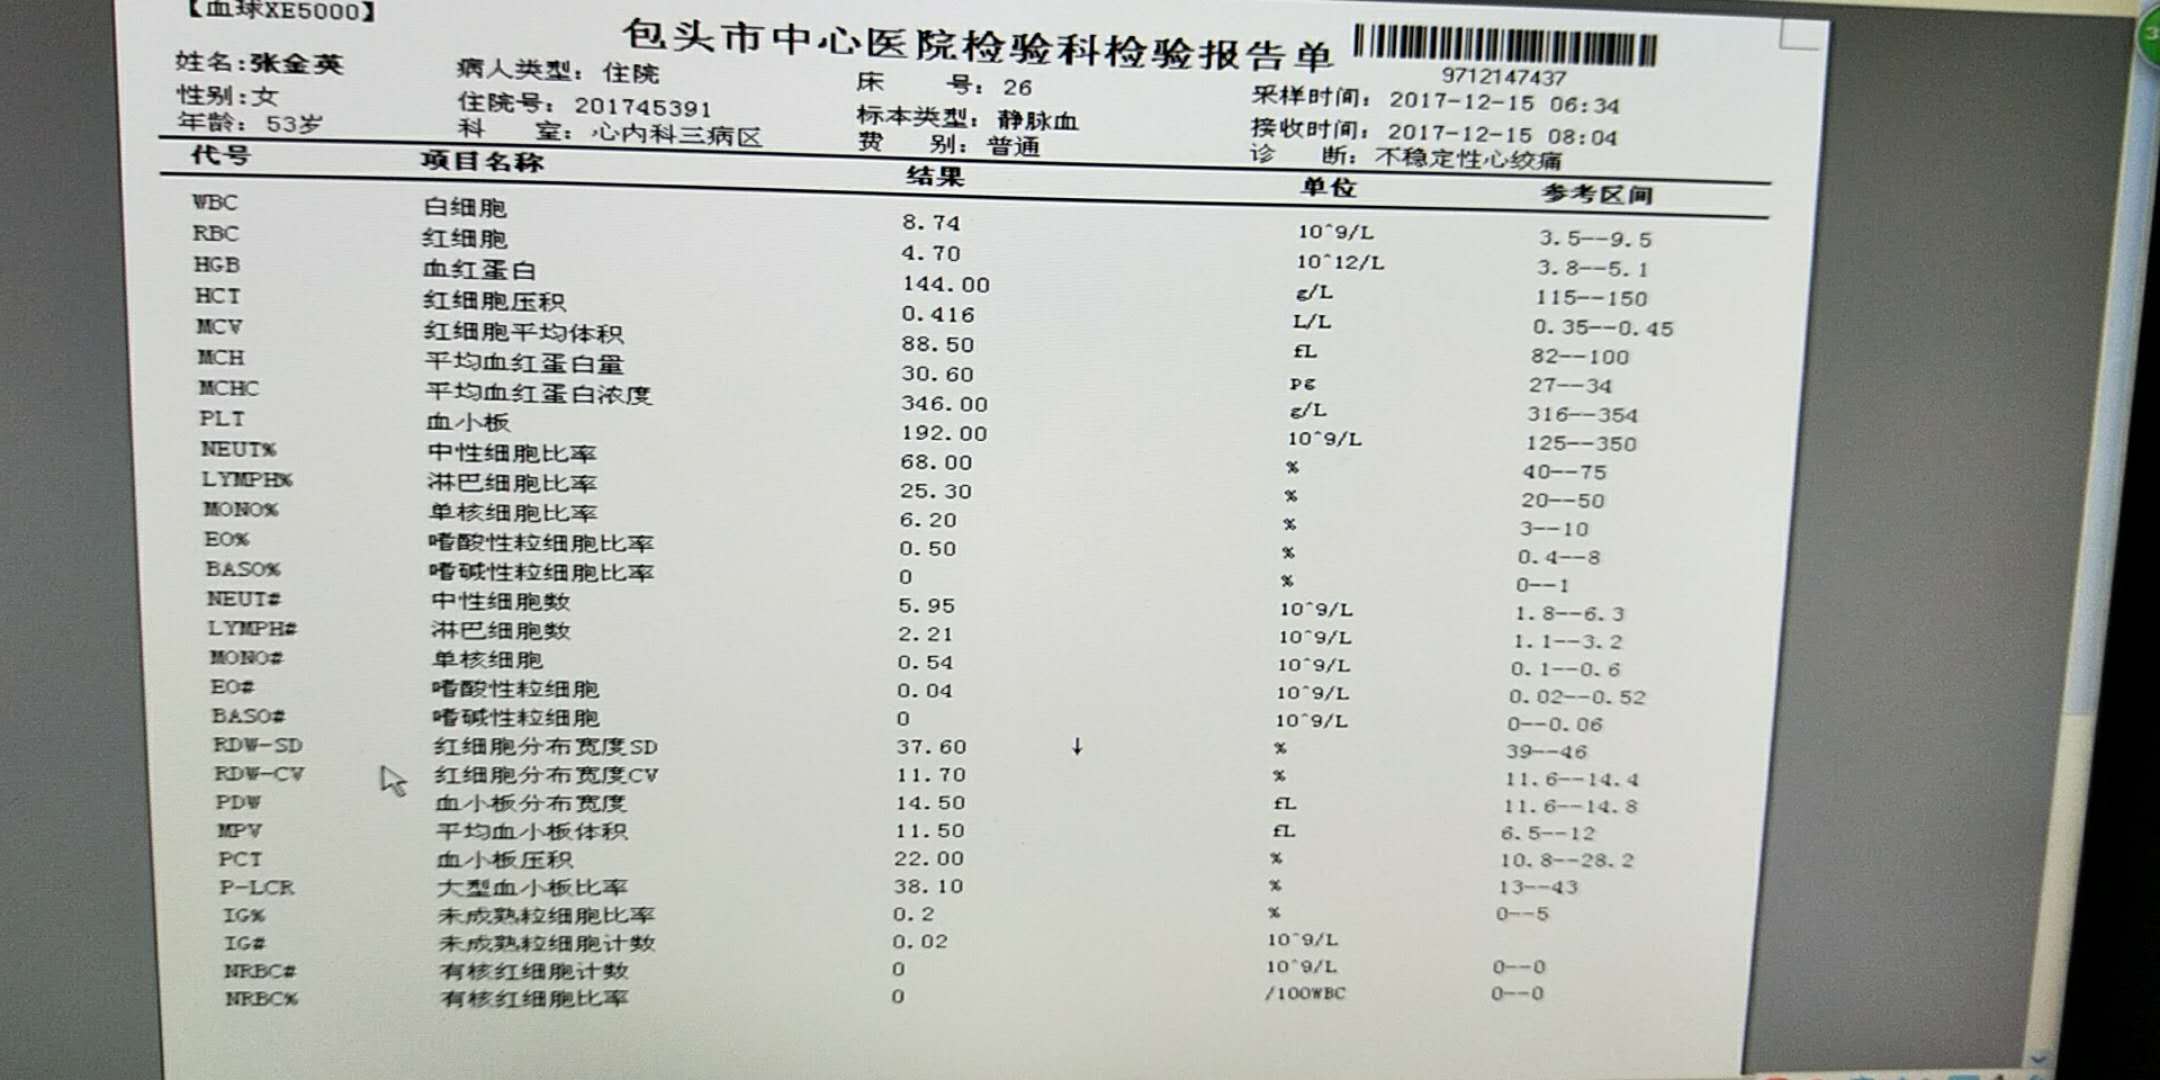 【血球XE5000】
包头市中心医院检验科检验报告单
9712147437
姓名:张金英 病人类型: 住院 床 号: 26 采样时间: 2017-12-15 06:34
性别:女 住院号: 201745391 标本类型: 静脉血 接收时间: 2017-12-15 08:04
年龄: 53岁 科 室: 心内科三病区 费 别: 普通 诊 断: 不稳定性心绞痛
代号 项目名称 结果 单位 参考区间
WBC 白细胞 8.74 10^9/L 3.5--9.5
RBC 红细胞 4.70 10^12/L 3.8--5.1
HGB 血红蛋白 144.00 g/L 115--150
HCT 红细胞压积 0.416 L/L 0.35--0.45
MCV 红细胞平均体积 88.50 fL 82--100
MCH 平均血红蛋白量 30.60 pg 27--34
MCHC 平均血红蛋白浓度 346.00 g/L 316--354
PLT 血小板 192.00 10^9/L 125--350
NEUT% 中性细胞比率 68.00 % 40--75
LYMPH% 淋巴细胞比率 25.30 % 20--50
MONO% 单核细胞比率 6.20 % 3--10
EO% 嗜酸性粒细胞比率 0.50 % 0.4--8
BASO% 嗜碱性粒细胞比率 0 % 0--1
NEUT# 中性细胞数 5.95 10^9/L 1.8--6.3
LYMPH# 淋巴细胞数 2.21 10^9/L 1.1--3.2
MONO# 单核细胞 0.54 10^9/L 0.1--0.6
EO# 嗜酸性粒细胞 0.04 10^9/L 0.02--0.52
BASO# 嗜碱性粒细胞 0 10^9/L 0--0.06
RDW-SD 红细胞分布宽度SD 37.60 ↓ % 39--46
RDW-CV 红细胞分布宽度CV 11.70 % 11.6--14.4
PDW 血小板分布宽度 14.50 fL 11.6--14.8
MPV 平均血小板体积 11.50 fL 6.5--12
PCT 血小板压积 22.00 % 10.8--28.2
P-LCR 大型血小板比率 38.10 % 13--43
IG% 未成熟粒细胞比率 0.2 % 0--5
IG# 未成熟粒细胞计数 0.02 10^9/L
NRBC# 有核红细胞计数 0 10^9/L 0--0
NRBC% 有核红细胞比率 0 /100WBC 0--0